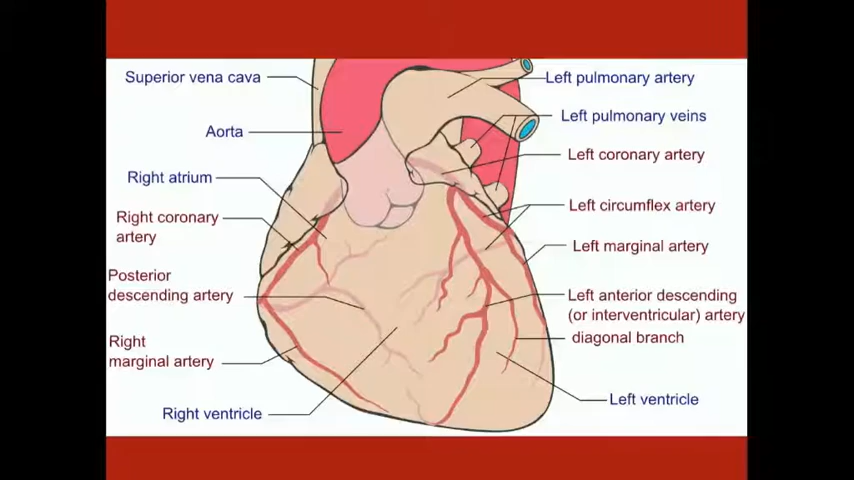 Superior vena cava
Left pulmonary artery
Left pulmonary veins
Aorta
Left coronary artery
Right atrium
Left circumflex artery
Right coronary
artery
Left marginal artery
Posterior
descending artery
Left anterior descending
(or interventricular) artery
diagonal branch
Right
marginal artery
Left ventricle
Right ventricle